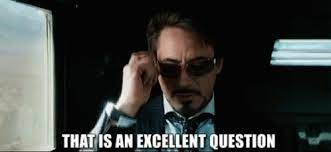 THAT IS AN EXCELLENT QUESTION